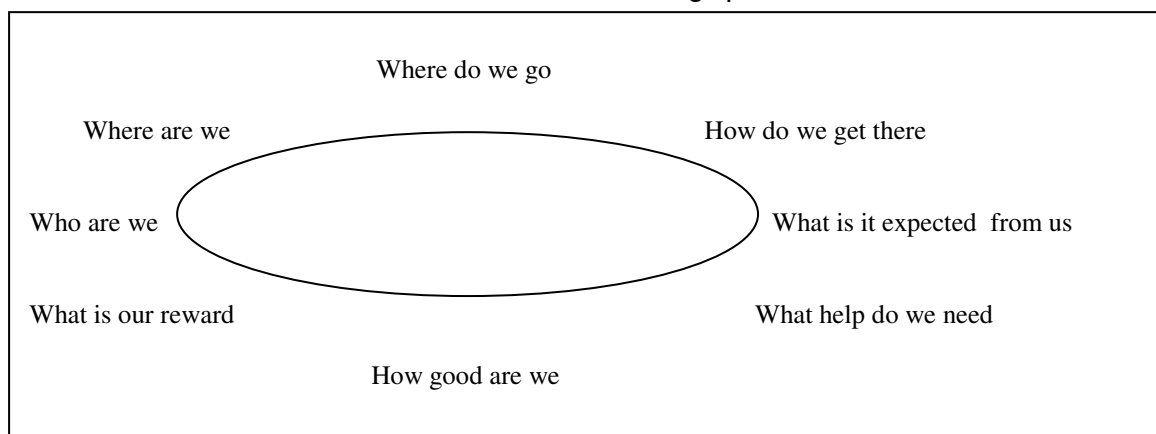 Where do we go
Where are we
How do we get there
Who are we
What is it expected from us
What is our reward
What help do we need
How good are we